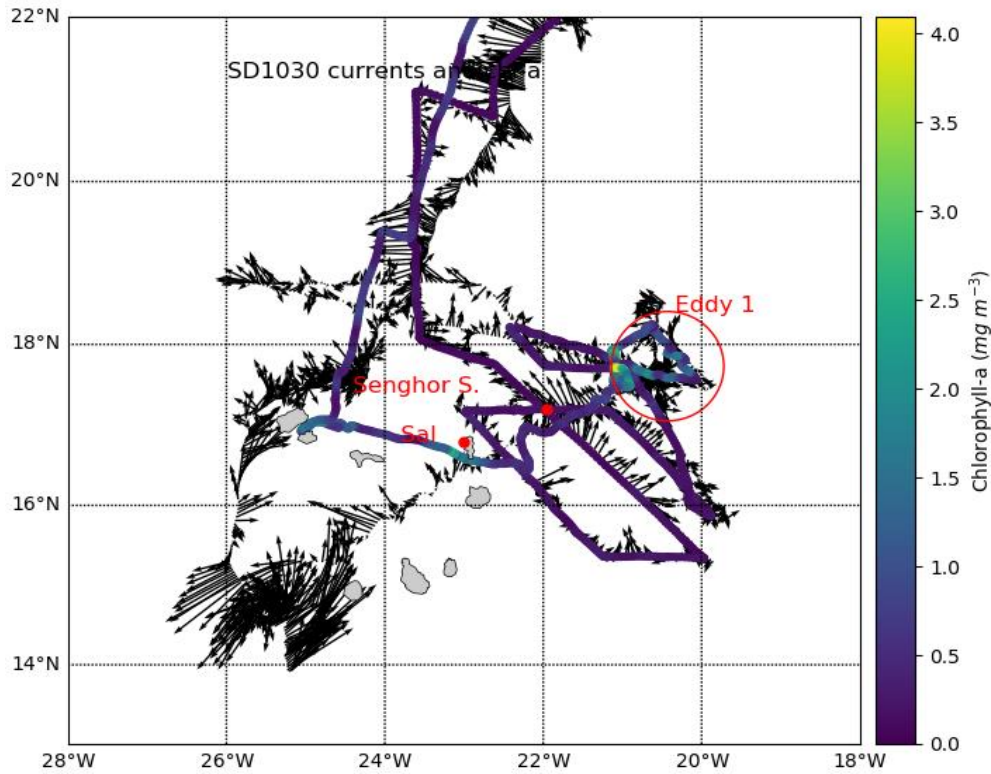 SD1030 currents an
a
Eddy 1
Senghor S.
Sal
22°N
20°N
18°N
16°N
14°N
28°W
26°W
24°W
22°W
20°W
18°W
4.0
3.5
3.0
2.5
2.0
1.5
1.0
0.5
0.0
Chlorophyll-a (mg m⁻³)